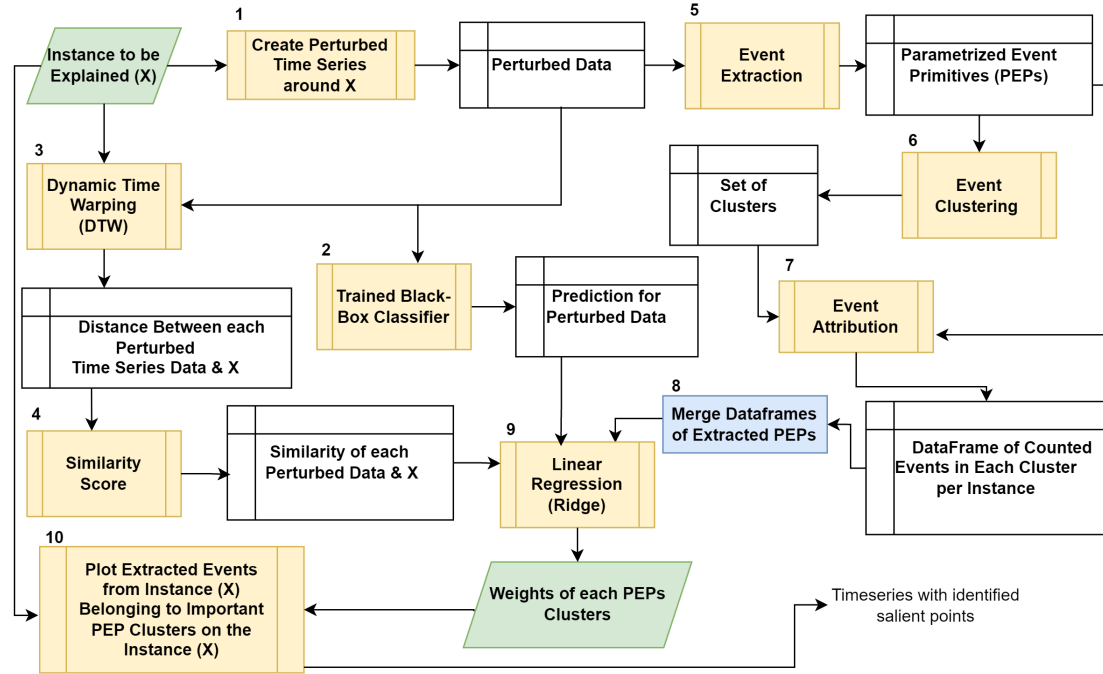 1
Create Perturbed
Time Series
around X
Instance to be
Explained (X)
Perturbed Data
5
Event
Extraction
Parametrized Event
Primitives (PEPs)
3
Dynamic Time
Warping
(DTW)
Set of
Clusters
6
Event
Clustering
2
Trained Black-
Box Classifier
Prediction for
Perturbed Data
7
Event
Attribution
Distance Between each
Perturbed
Time Series Data & X
4
Similarity
Score
Similarity of each
Perturbed Data & X
9
Linear
Regression
(Ridge)
8
Merge Dataframes
of Extracted PEPs
DataFrame of Counted
Events in Each Cluster
per Instance
10
Plot Extracted Events
from Instance (X)
Belonging to Important
PEP Clusters on the
Instance (X)
Weights of each PEPs
Clusters
Timeseries with identified
salient points